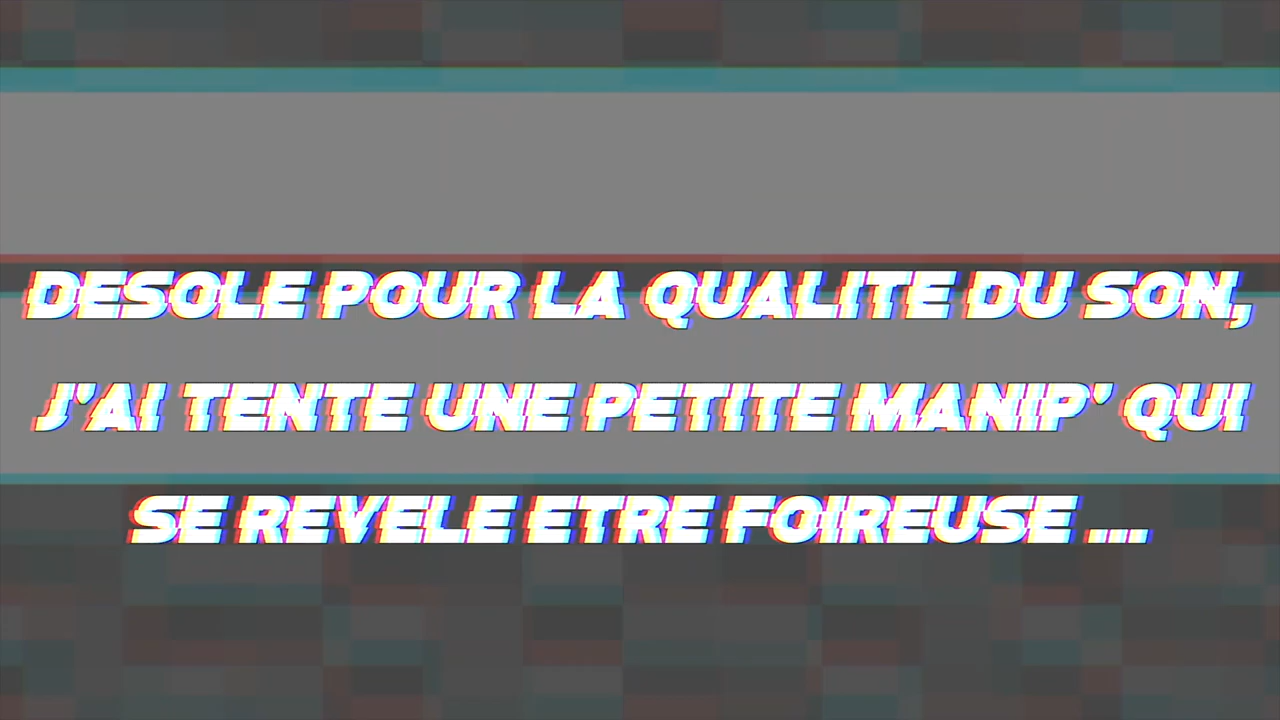 DESOLE POUR LA QUALITE DU SON,
J'AI TENTE UNE PETITE MANIP' QUI
SE REVELE ETRE FOIREUSE ...